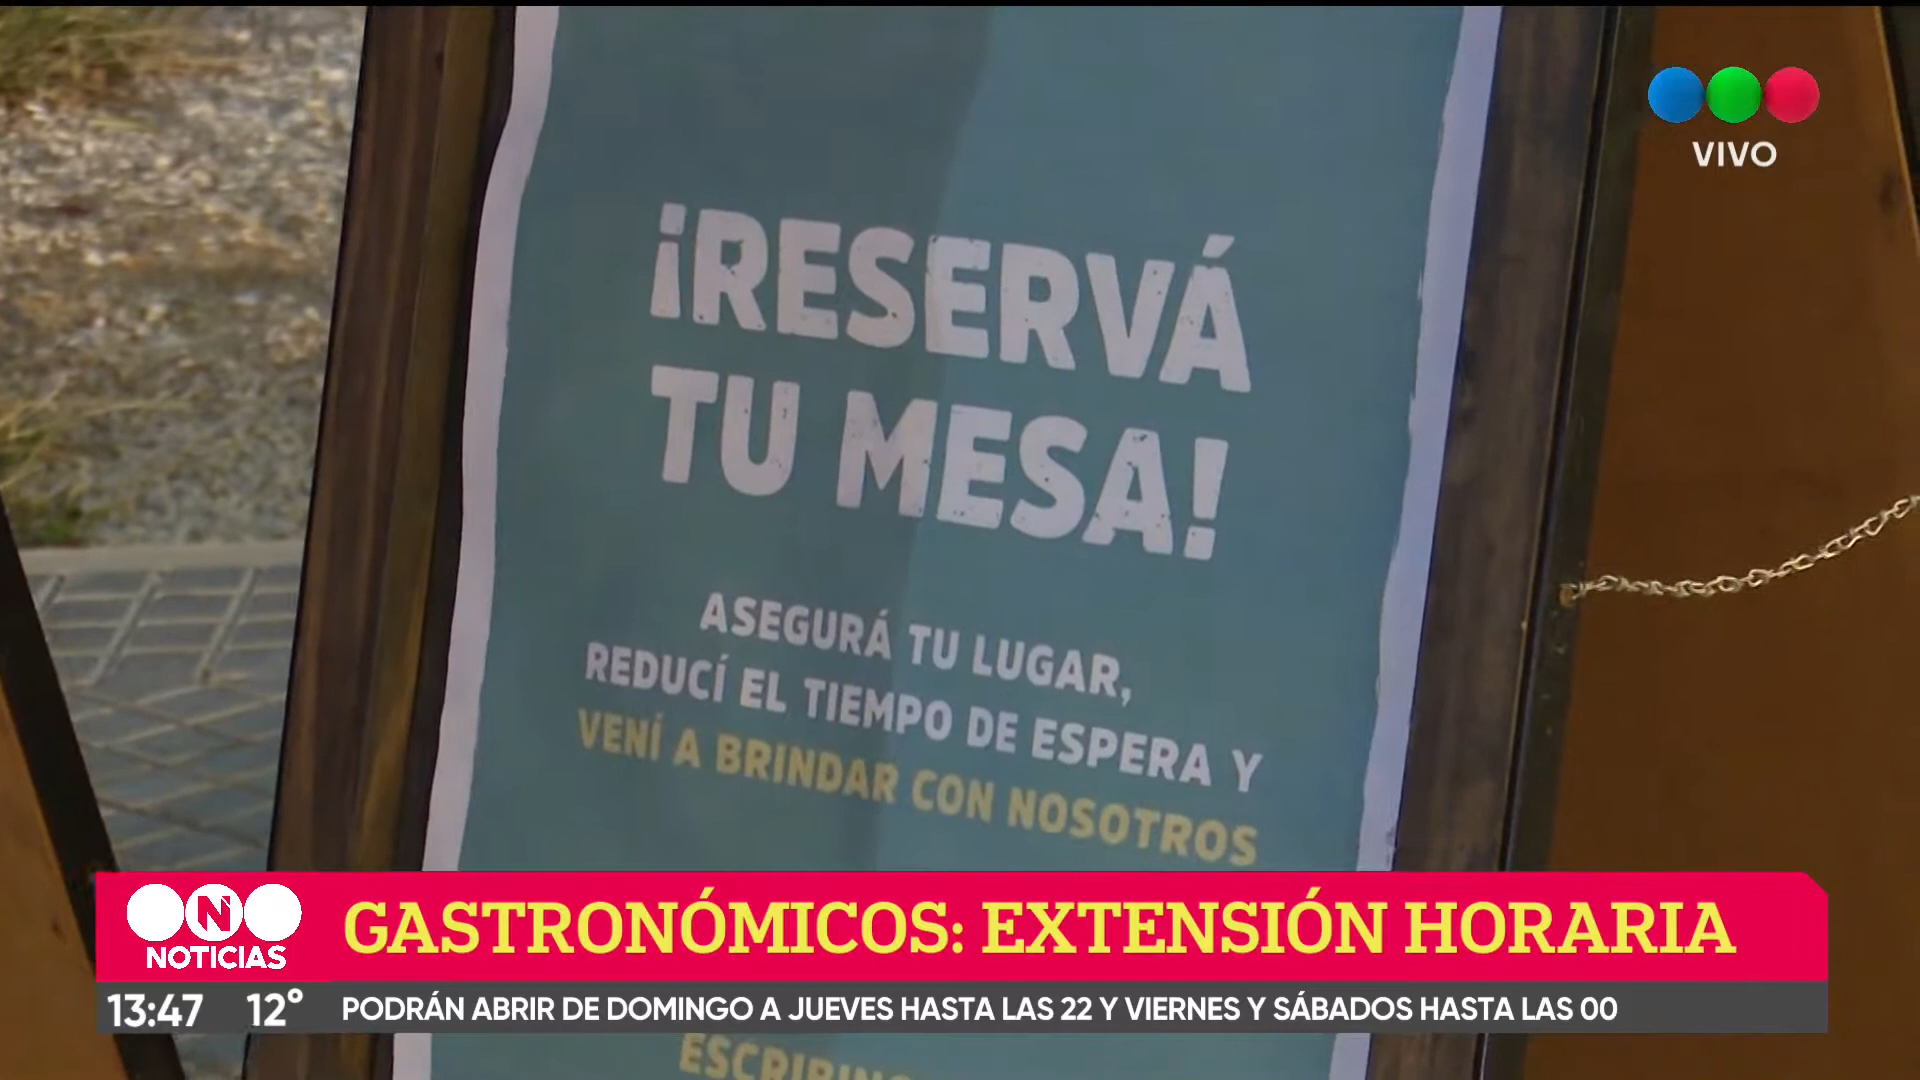 VIVO
¡RESERVÁ
TU MESA!
ASEGURÁ TU LUGAR,
REDUCÍ EL TIEMPO DE ESPERA Y
VENÍ A BRINDAR CON NOSOTROS
N
NOTICIAS
GASTRONÓMICOS: EXTENSIÓN HORARIA
13:47 12° PODRÁN ABRIR DE DOMINGO A JUEVES HASTA LAS 22 Y VIERNES Y SÁBADOS HASTA LAS 00